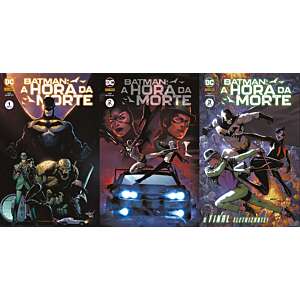 DC
BATMAN:
A HORA DA
MORTE
1
DC
BATMAN:
A HORA DA
MORTE
2
DC
BATMAN:
A HORA DA
MORTE
3
O FINAL ELETRIZANTE!